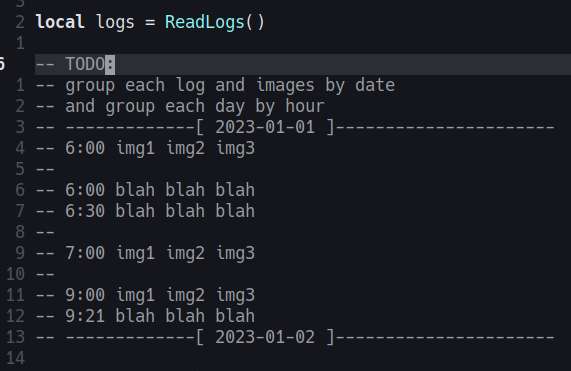 3
2 local logs = ReadLogs()
1
6 -- TODO:
1 -- group each log and images by date
2 -- and group each day by hour
3 -- -------------[ 2023-01-01 ]----------------------
4 -- 6:00 img1 img2 img3
5 --
6 -- 6:00 blah blah blah
7 -- 6:30 blah blah blah
8 --
9 -- 7:00 img1 img2 img3
10 --
11 -- 9:00 img1 img2 img3
12 -- 9:21 blah blah blah
13 -- -------------[ 2023-01-02 ]----------------------
14